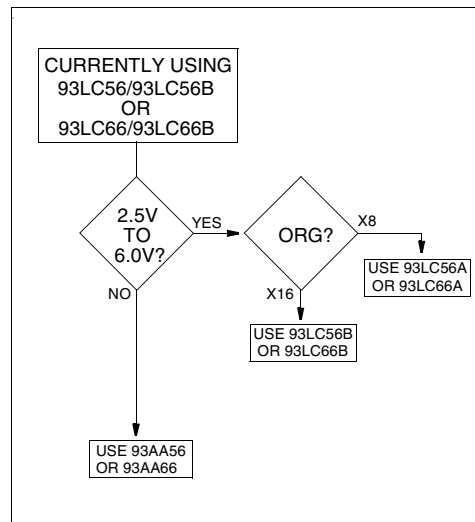 CURRENTLY USING
93LC56/93LC56B
OR
93LC66/93LC66B
2.5V
TO
6.0V?
YES
ORG?
X8
USE 93LC56A
OR 93LC66A
NO
X16
USE 93LC56B
OR 93LC66B
USE 93AA56
OR 93AA66